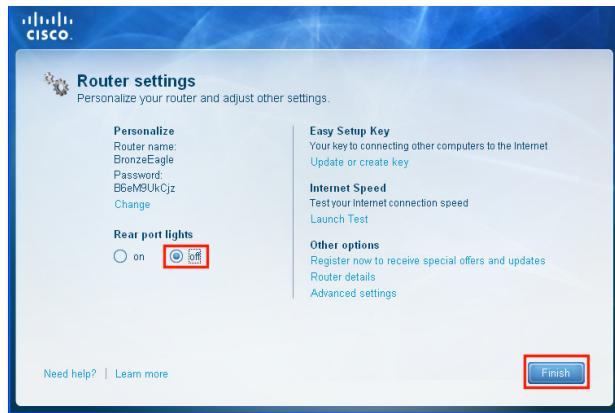 CISCO.
Router settings
Personalize your router and adjust other settings.
Personalize
Router name:
BronzeEagle
Password:
B6eM9UkCjz
Change
Rear port lights
on
off
Easy Setup Key
Your key to connecting other computers to the Internet
Update or create key
Internet Speed
Test your Internet connection speed
Launch Test
Other options
Register now to receive special offers and updates
Router details
Advanced settings
Need help? | Learn more
Finish